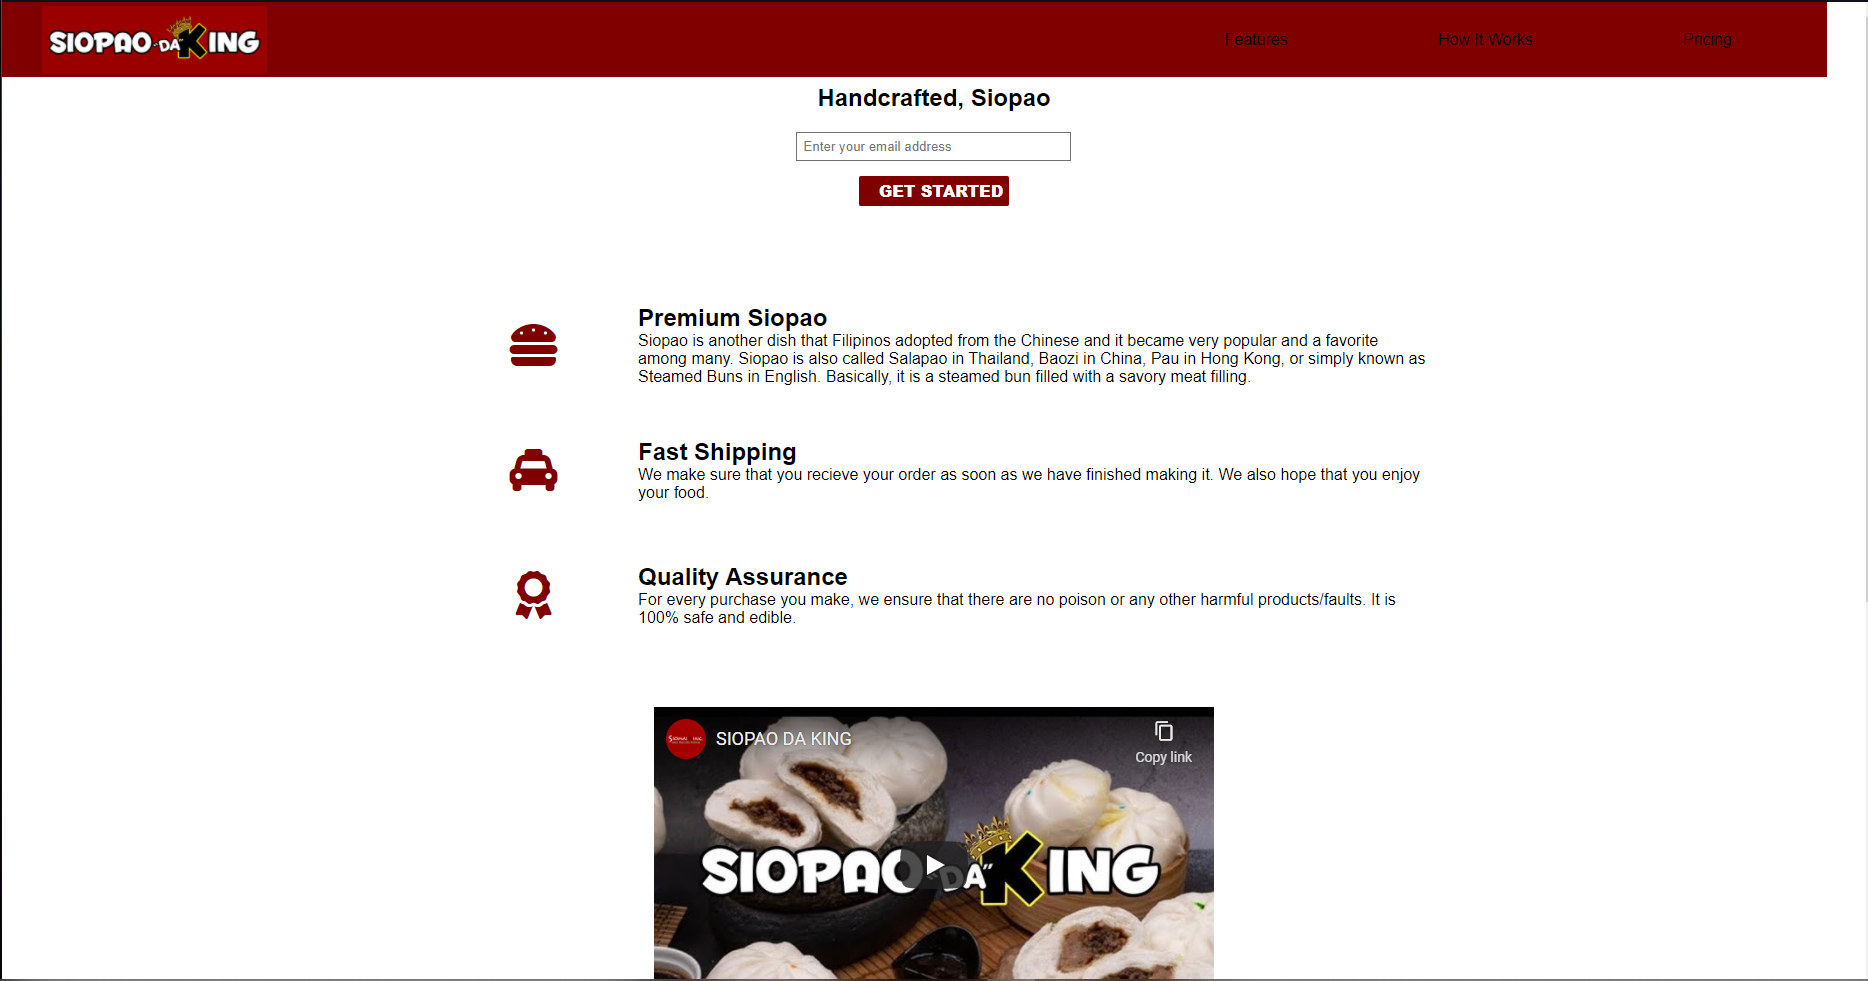 SIOPAO "DA" KING
Features
How It Works
Pricing
Handcrafted, Siopao
Enter your email address
GET STARTED
Premium Siopao
Siopao is another dish that Filipinos adopted from the Chinese and it became very popular and a favorite
among many. Siopao is also called Salapao in Thailand, Baozi in China, Pau in Hong Kong, or simply known as
Steamed Buns in English. Basically, it is a steamed bun filled with a savory meat filling.
Fast Shipping
We make sure that you recieve your order as soon as we have finished making it. We also hope that you enjoy
your food.
Quality Assurance
For every purchase you make, we ensure that there are no poison or any other harmful products/faults. It is
100% safe and edible.
SIOPAO DA KING
Copy link
SIOPAO "DA" KING